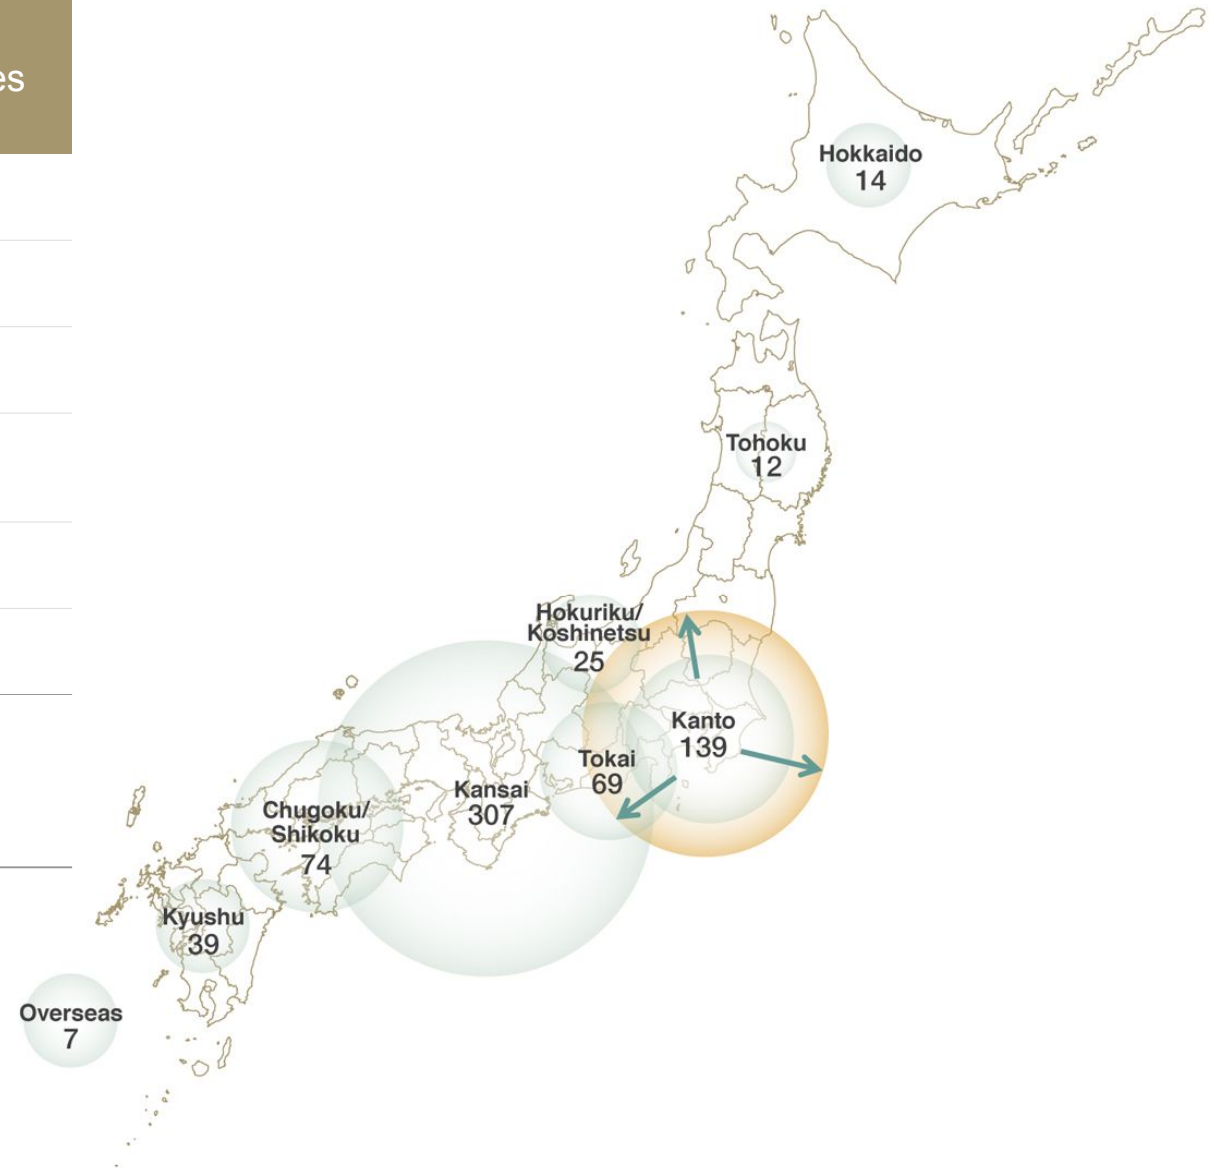 es
Hokkaido
14
Tohoku
12
Hokuriku/
Koshinetsu
25
Kanto
139
Tokai
69
Kansai
307
Chugoku/
Shikoku
74
Kyushu
39
Overseas
7